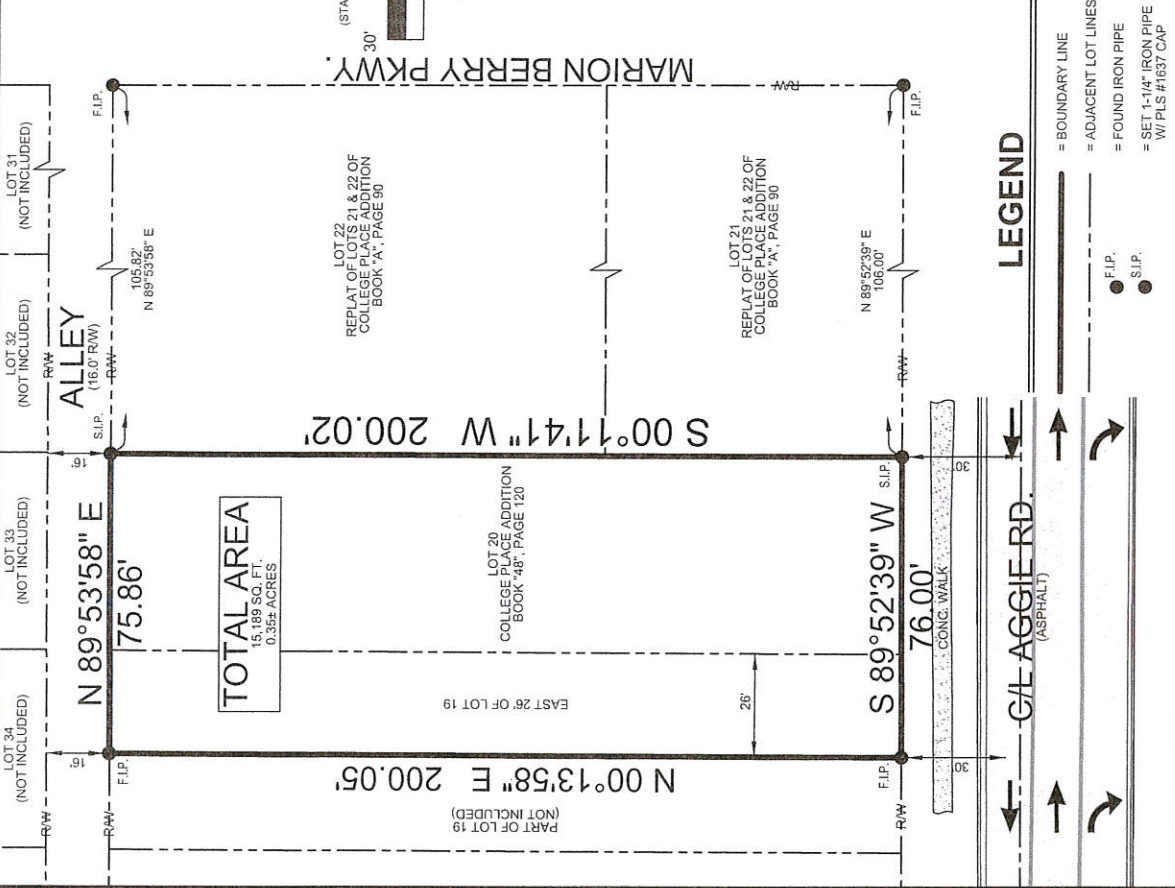 LOT 34
(NOT INCLUDED)
LOT 33
(NOT INCLUDED)
LOT 32
(NOT INCLUDED)
LOT 31
(NOT INCLUDED)
R/W
R/W
ALLEY
(16.0' R/W)
R/W
R/W
16'
16'
F.I.P.
S.I.P.
F.I.P.
30'
(STA
N 89°53'58" E
75.86'
105.82'
N 89°53'58" E
MARION BERRY PKWY.
R/W
TOTAL AREA
15,189 SQ. FT.
0.35± ACRES
PART OF LOT 19
(NOT INCLUDED)
N 00°13'58" E 200.05'
EAST 26' OF LOT 19
26'
LOT 20
COLLEGE PLACE ADDITION
BOOK "48", PAGE 120
S 00°11'41" W 200.02'
LOT 22
REPLAT OF LOTS 21 & 22 OF
COLLEGE PLACE ADDITION
BOOK "A", PAGE 90
LOT 21
REPLAT OF LOTS 21 & 22 OF
COLLEGE PLACE ADDITION
BOOK "A", PAGE 90
N 89°52'39" E
106.00'
R/W
F.I.P.
S.I.P.
R/W
F.I.P.
S 89°52'39" W
76.00'
CONC. WALK
30'
30'
C/L AGGIE RD.
(ASPHALT)
LEGEND
= BOUNDARY LINE
= ADJACENT LOT LINES
F.I.P.
= FOUND IRON PIPE
S.I.P.
= SET 1-1/4" IRON PIPE
W/ PLS #1637 CAP